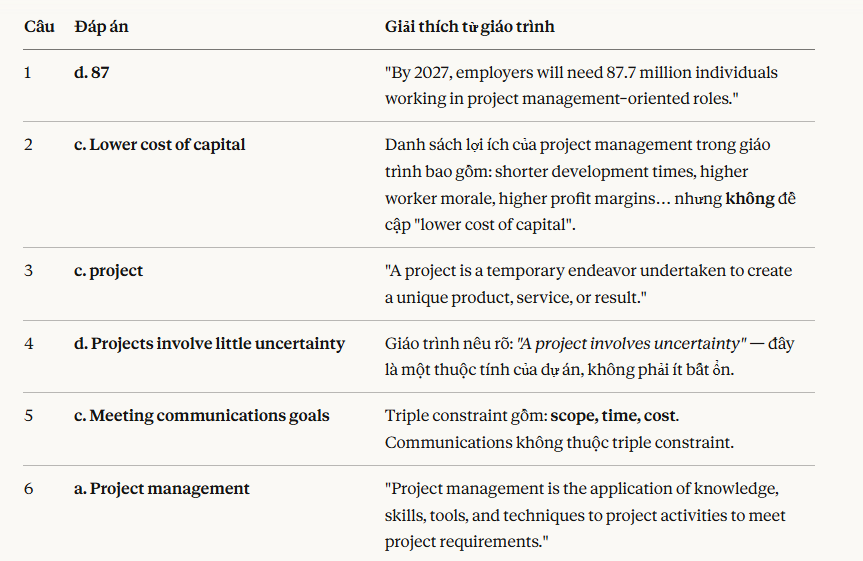 Câu Đáp án Giải thích từ giáo trình
1 d. 87 "By 2027, employers will need 87.7 million individuals
working in project management-oriented roles."
2 c. Lower cost of capital Danh sách lợi ích của project management trong giáo
trình bao gồm: shorter development times, higher
worker morale, higher profit margins… nhưng không đề
cập "lower cost of capital".
3 c. project "A project is a temporary endeavor undertaken to create
a unique product, service, or result."
4 d. Projects involve little uncertainty Giáo trình nêu rõ: "A project involves uncertainty" — đây
là một thuộc tính của dự án, không phải ít bất ổn.
5 c. Meeting communications goals Triple constraint gồm: scope, time, cost.
Communications không thuộc triple constraint.
6 a. Project management "Project management is the application of knowledge,
skills, tools, and techniques to project activities to meet
project requirements."